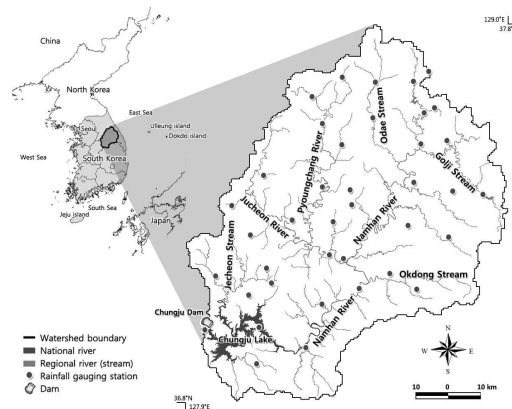 129.0°E
37.8°
China
North Korea
East Sea
Ulleung island
Dokdo island
Seoul
West Sea
South Korea
South Sea
Jeju island
Japan
Odae Stream
Pyoungchang River
Golji Stream
Jucheon River
Namhan River
Jecheon Stream
Okdong Stream
Chungju Dam
Namhan River
Chungju Lake
Watershed boundary
National river
Regional river (stream)
Rainfall gauging station
Dam
N
W
E
S
10 0 10 km
36.8°N
127.9°E